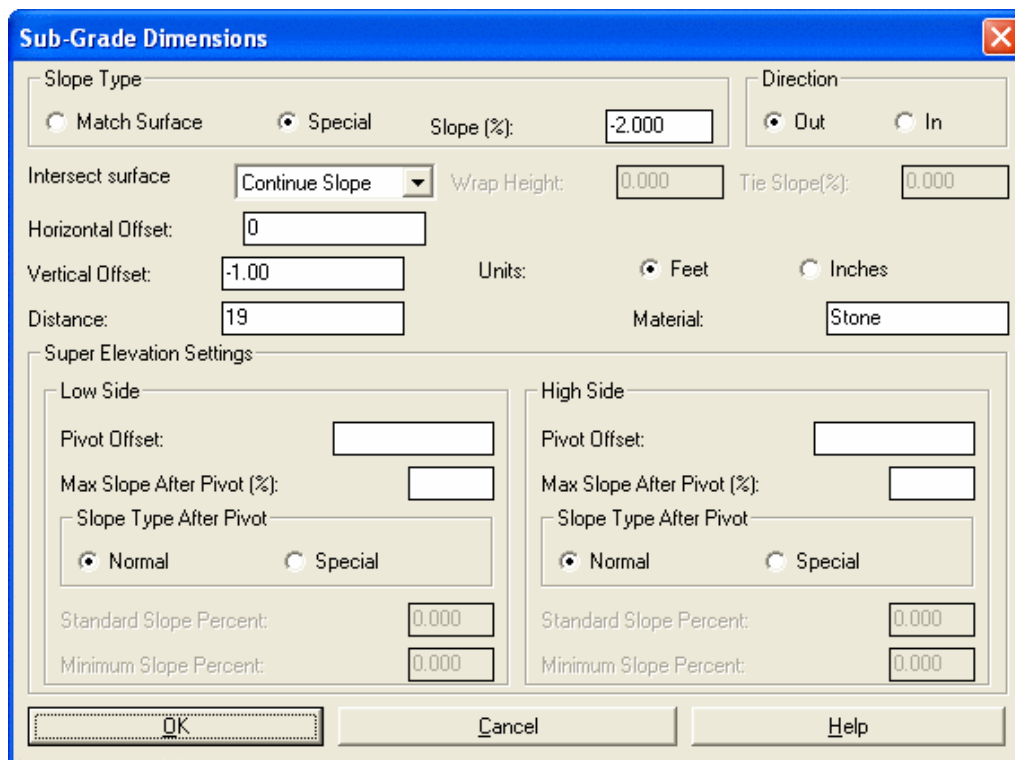 Sub-Grade Dimensions
Slope Type
Direction
Match Surface Special Slope (%): -2.000 Out In
Intersect surface Continue Slope Wrap Height: 0.000 Tie Slope(%): 0.000
Horizontal Offset: 0
Vertical Offset: -1.00 Units: Feet Inches
Distance: 19 Material: Stone
Super Elevation Settings
Low Side
Pivot Offset:
Max Slope After Pivot (%):
Slope Type After Pivot
Normal Special
Standard Slope Percent: 0.000
Minimum Slope Percent: 0.000
High Side
Pivot Offset:
Max Slope After Pivot (%):
Slope Type After Pivot
Normal Special
Standard Slope Percent: 0.000
Minimum Slope Percent: 0.000
OK Cancel Help